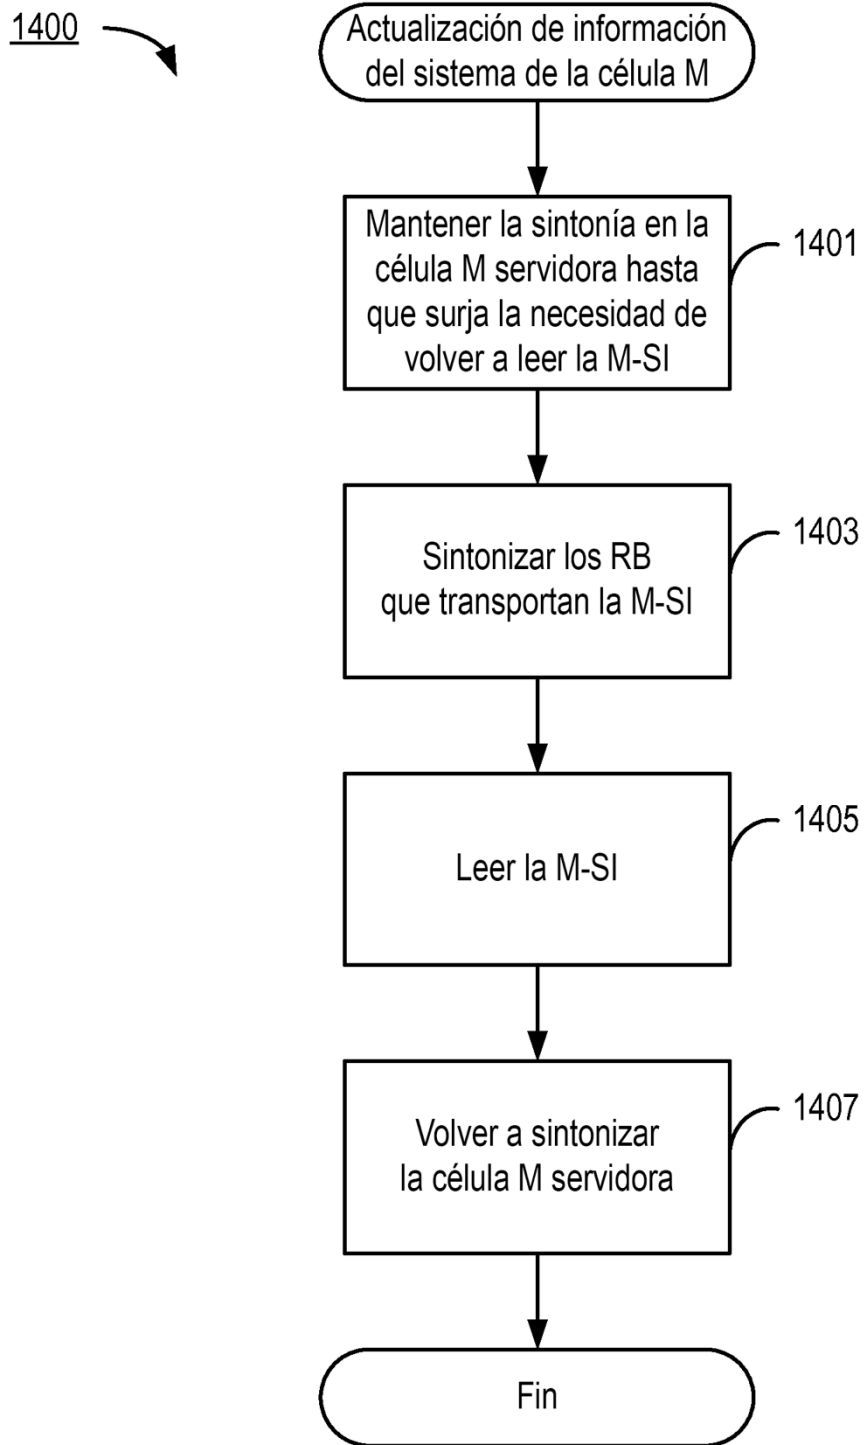 1400
Actualización de información
del sistema de la célula M
Mantener la sintonía en la
célula M servidora hasta
que surja la necesidad de
volver a leer la M-SI
1401
Sintonizar los RB
que transportan la M-SI
1403
Leer la M-SI
1405
Volver a sintonizar
la célula M servidora
1407
Fin